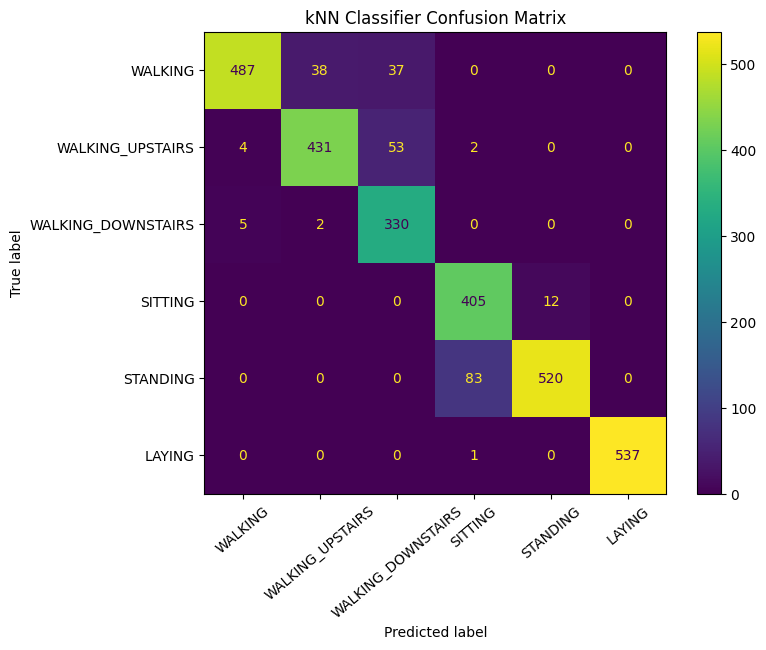 kNN Classifier Confusion Matrix
True label
WALKING 487 38 37 0 0 0
WALKING_UPSTAIRS 4 431 53 2 0 0
WALKING_DOWNSTAIRS 5 2 330 0 0 0
SITTING 0 0 0 405 12 0
STANDING 0 0 0 83 520 0
LAYING 0 0 0 1 0 537
WALKING WALKING_UPSTAIRS WALKING_DOWNSTAIRS SITTING STANDING LAYING
Predicted label
500
400
300
200
100
0